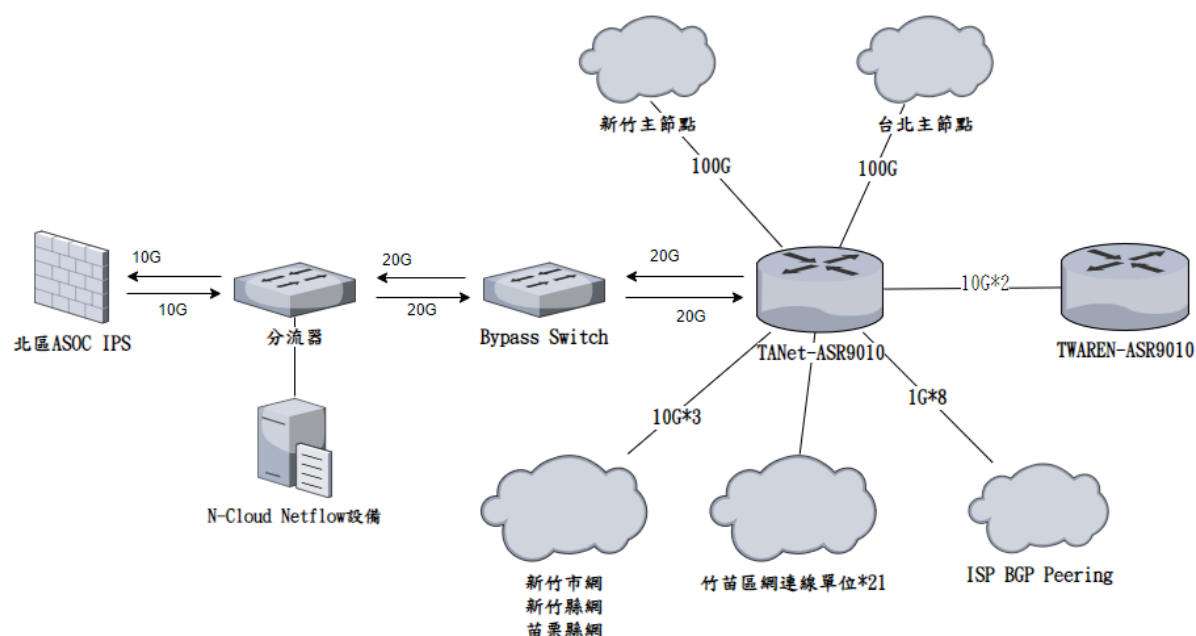 新竹主節點
台北主節點
100G
100G
10G
20G
20G
10G*2
10G
20G
20G
北區ASOC IPS
分流器
Bypass Switch
TANet-ASR9010
TWAREN-ASR9010
10G*3
1G*8
N-Cloud Netflow設備
新竹市網
新竹縣網
苗栗縣網
竹苗區網連線單位*21
ISP BGP Peering